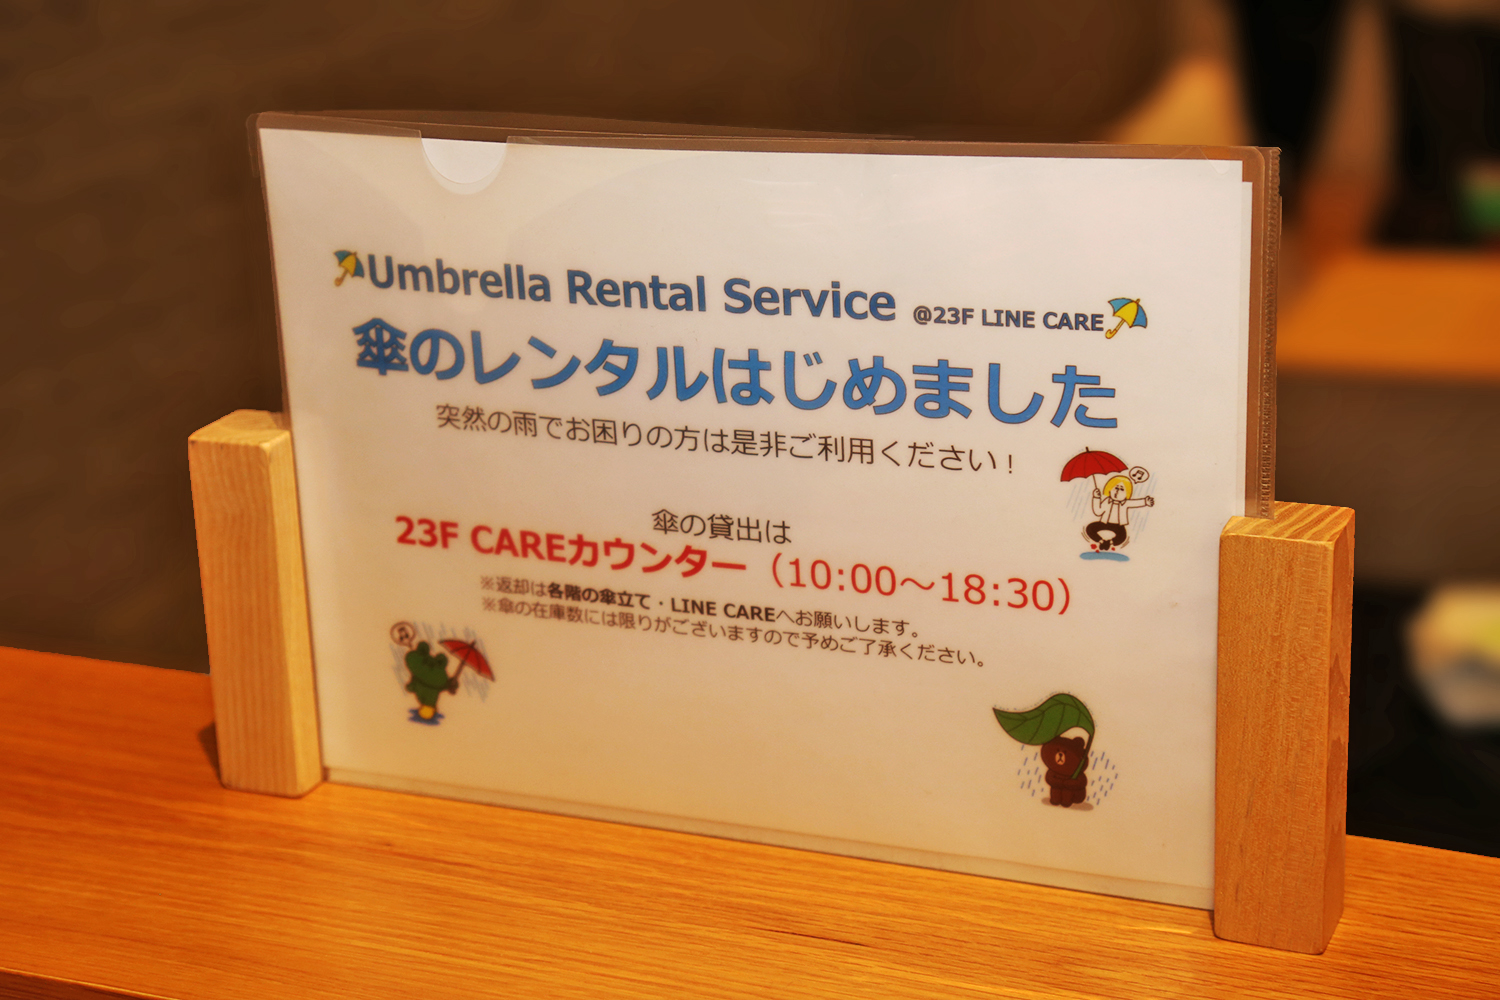 Umbrella Rental Service @23F LINE CARE
傘のレンタルはじめました
突然の雨でお困りの方は是非ご利用ください！
傘の貸出は
23F CAREカウンター（10:00～18:30）
※返却は各階の傘立て・LINE CAREへお願いします。
※傘の在庫数には限りがございますので予めご了承ください。